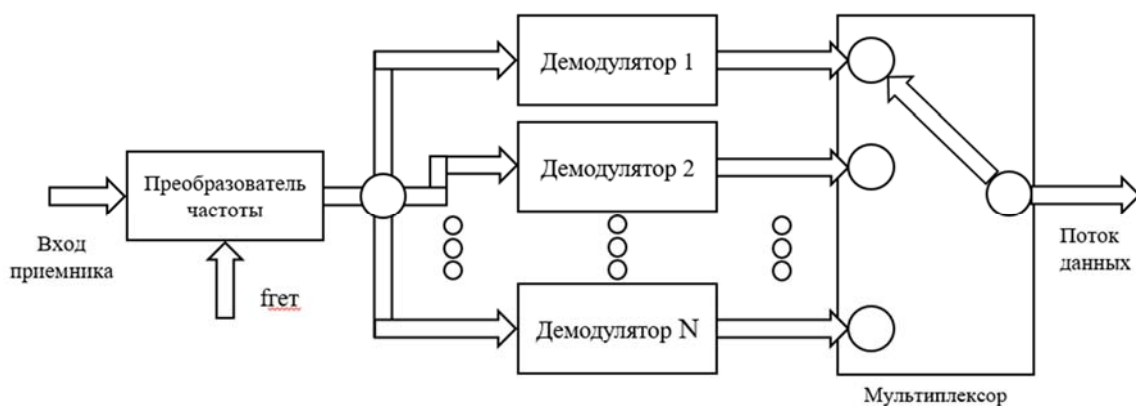 Демодулятор 1
Демодулятор 2
Преобразователь
частоты
Вход
приемника
fгет
Поток
данных
Демодулятор N
Мультиплексор